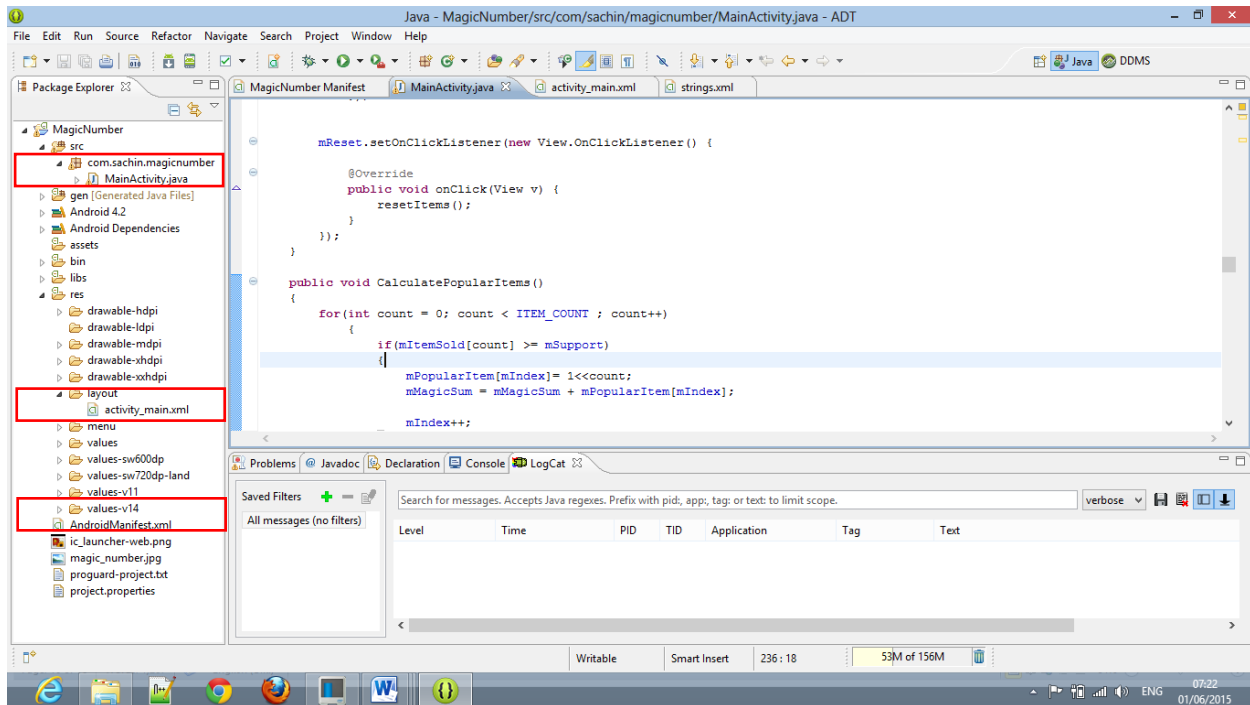 Java - MagicNumber/src/com/sachin/magicnumber/MainActivity.java - ADT
File Edit Run Source Refactor Navigate Search Project Window Help
Java DDMS
Package Explorer
MagicNumber
src
com.sachin.magicnumber
MainActivity.java
gen [Generated Java Files]
Android 4.2
Android Dependencies
assets
bin
libs
res
drawable-hdpi
drawable-ldpi
drawable-mdpi
drawable-xhdpi
drawable-xxhdpi
layout
activity_main.xml
menu
values
values-sw600dp
values-sw720dp-land
values-v11
values-v14
AndroidManifest.xml
ic_launcher-web.png
magic_number.jpg
proguard-project.txt
project.properties
MagicNumber Manifest MainActivity.java activity_main.xml strings.xml
});
mReset.setOnClickListener(new View.OnClickListener() {
@Override
public void onClick(View v) {
resetItems();
}
});
}
public void CalculatePopularItems()
{
for(int count = 0; count < ITEM_COUNT ; count++)
{
if(mItemSold[count] >= mSupport)
{
mPopularItem[mIndex]= 1<<count;
mMagicSum = mMagicSum + mPopularItem[mIndex];
mIndex++;
Problems @ Javadoc Declaration Console LogCat
Saved Filters
All messages (no filters)
Search for messages. Accepts Java regexes. Prefix with pid:, app:, tag: or text: to limit scope.
verbose
Level Time PID TID Application Tag Text
Writable Smart Insert 236 : 18 53M of 156M
ENG
07:22
01/06/2015